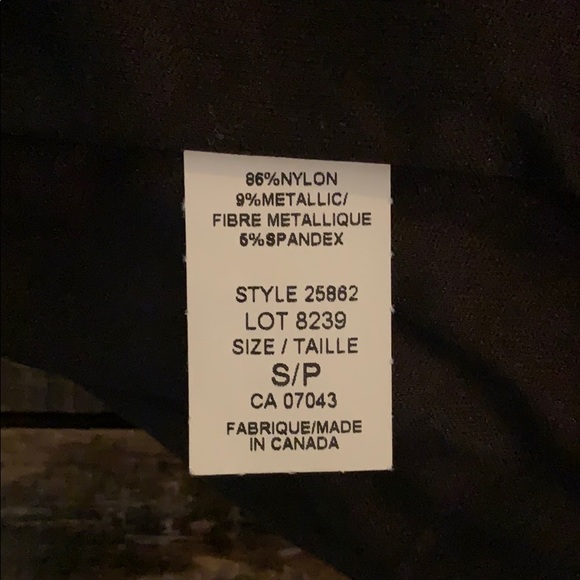 86%NYLON
9%METALLIC/
FIBRE METALLIQUE
5%SPANDEX
STYLE 25862
LOT 8239
SIZE / TAILLE
S/P
CA 07043
FABRIQUE/MADE
IN CANADA